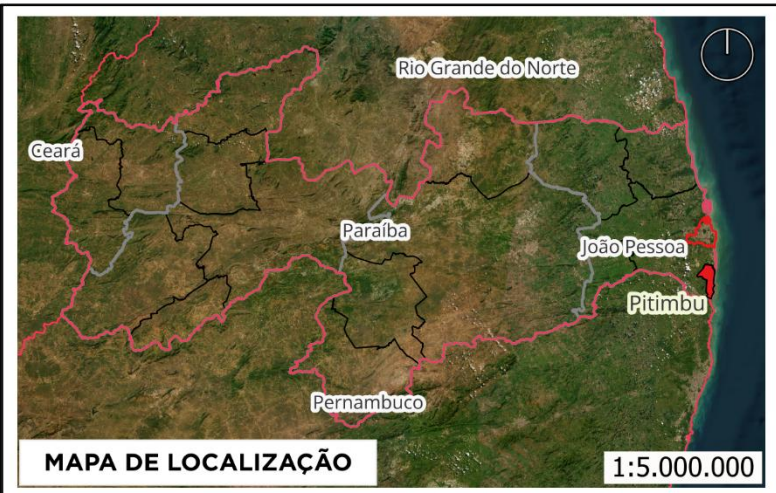 Rio Grande do Norte
Ceará
Paraíba
João Pessoa
Pitimbu
Pernambuco
MAPA DE LOCALIZAÇÃO
1:5.000.000